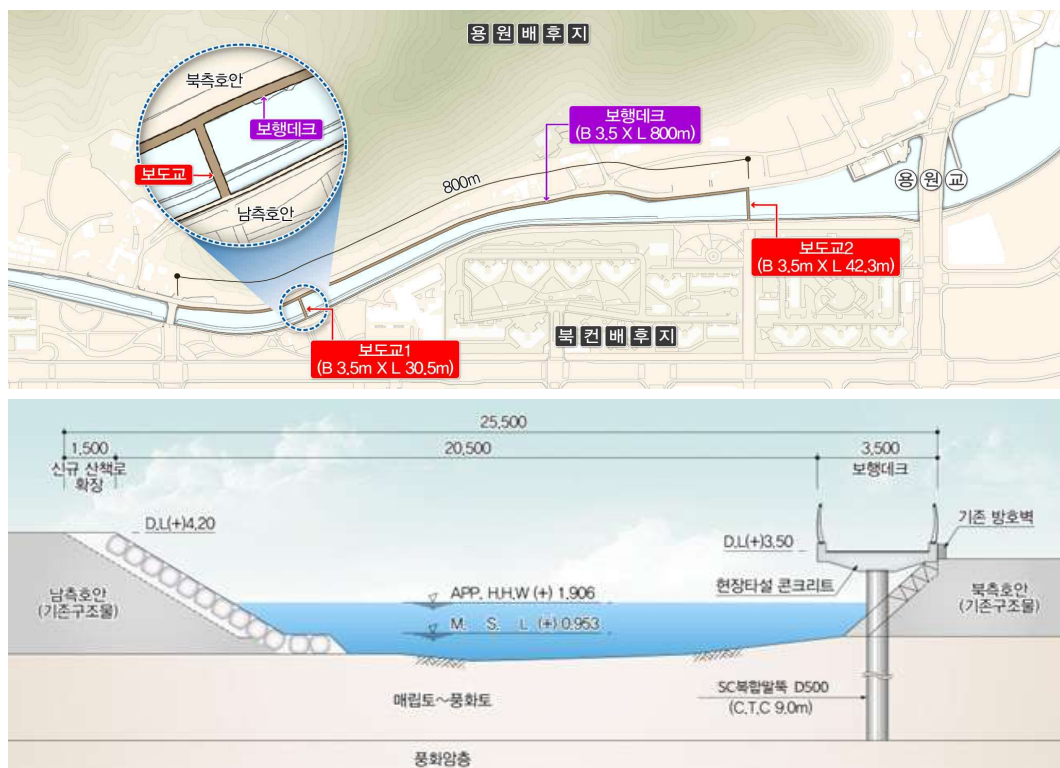 용원배후지
북측호안
보행데크
보도교
남측호안
800m
보행데크
(B 3.5 X L 800m)
용원교
보도교2
(B 3.5m X L 42.3m)
북컨배후지
보도교1
(B 3.5m X L 30.5m)
25,500
1,500
20,500
3,500
신규 산책로
확장
보행데크
D.L(+)4.20
기존 방호벽
D.L(+)3.50
현장타설 콘크리트
APP. H.H.W (+) 1.906
M. S. L (+) 0.953
남측호안
(기존구조물)
북측호안
(기존구조물)
매립토~풍화토
SC복합말뚝 D500
(C.T.C 9.0m)
풍화암층